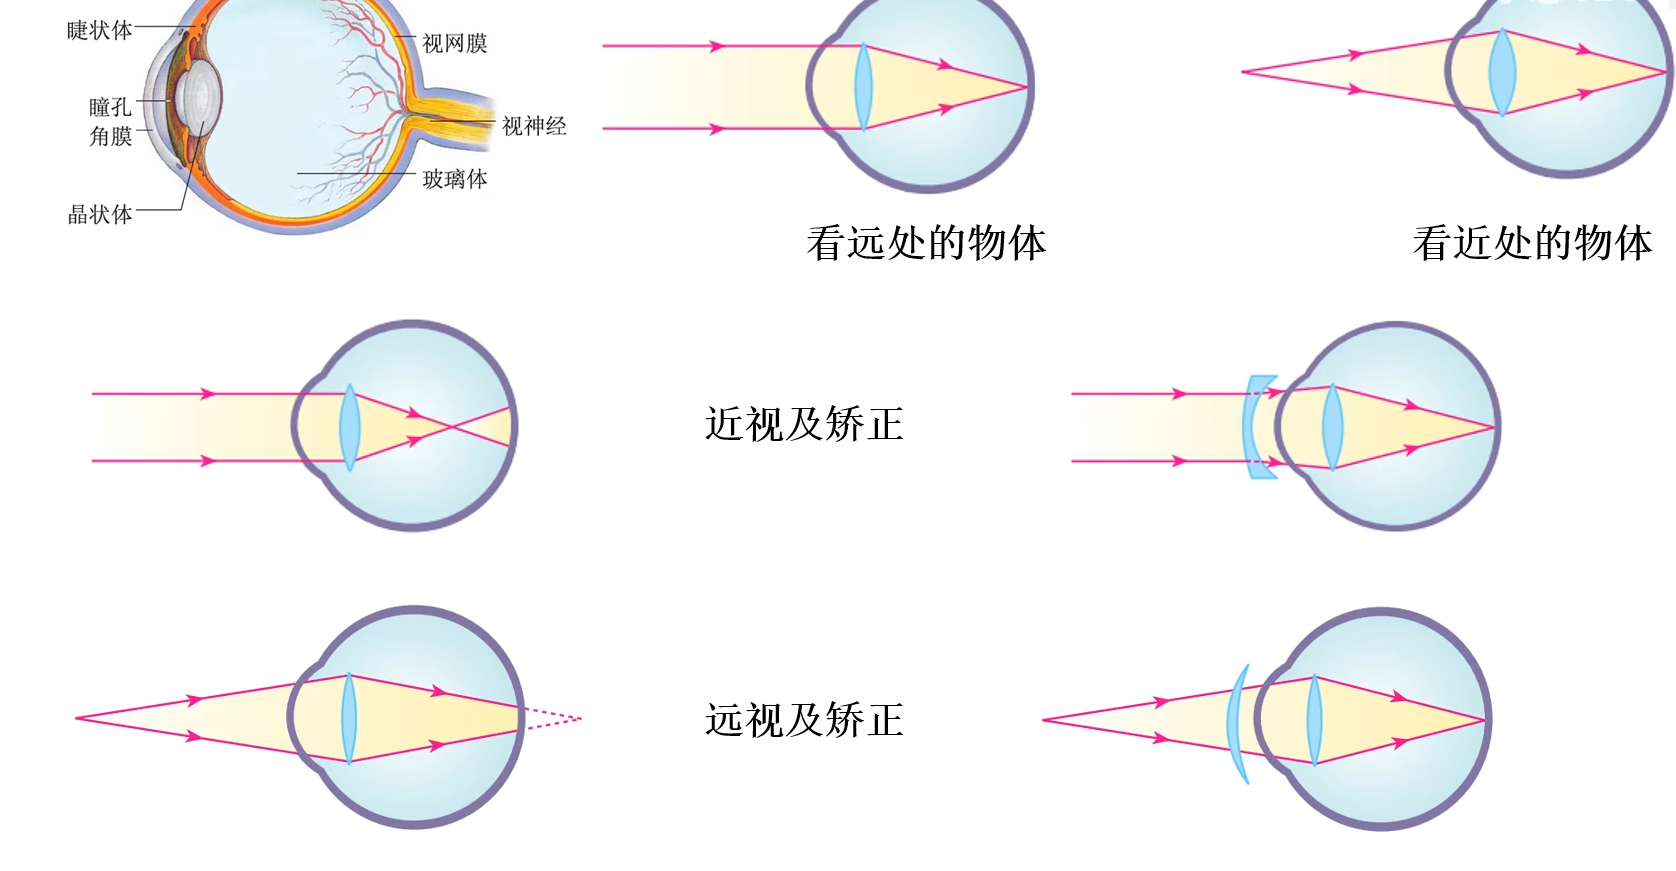 睫状体
视网膜
瞳孔
角膜
视神经
玻璃体
晶状体
看远处的物体
看近处的物体
近视及矫正
远视及矫正